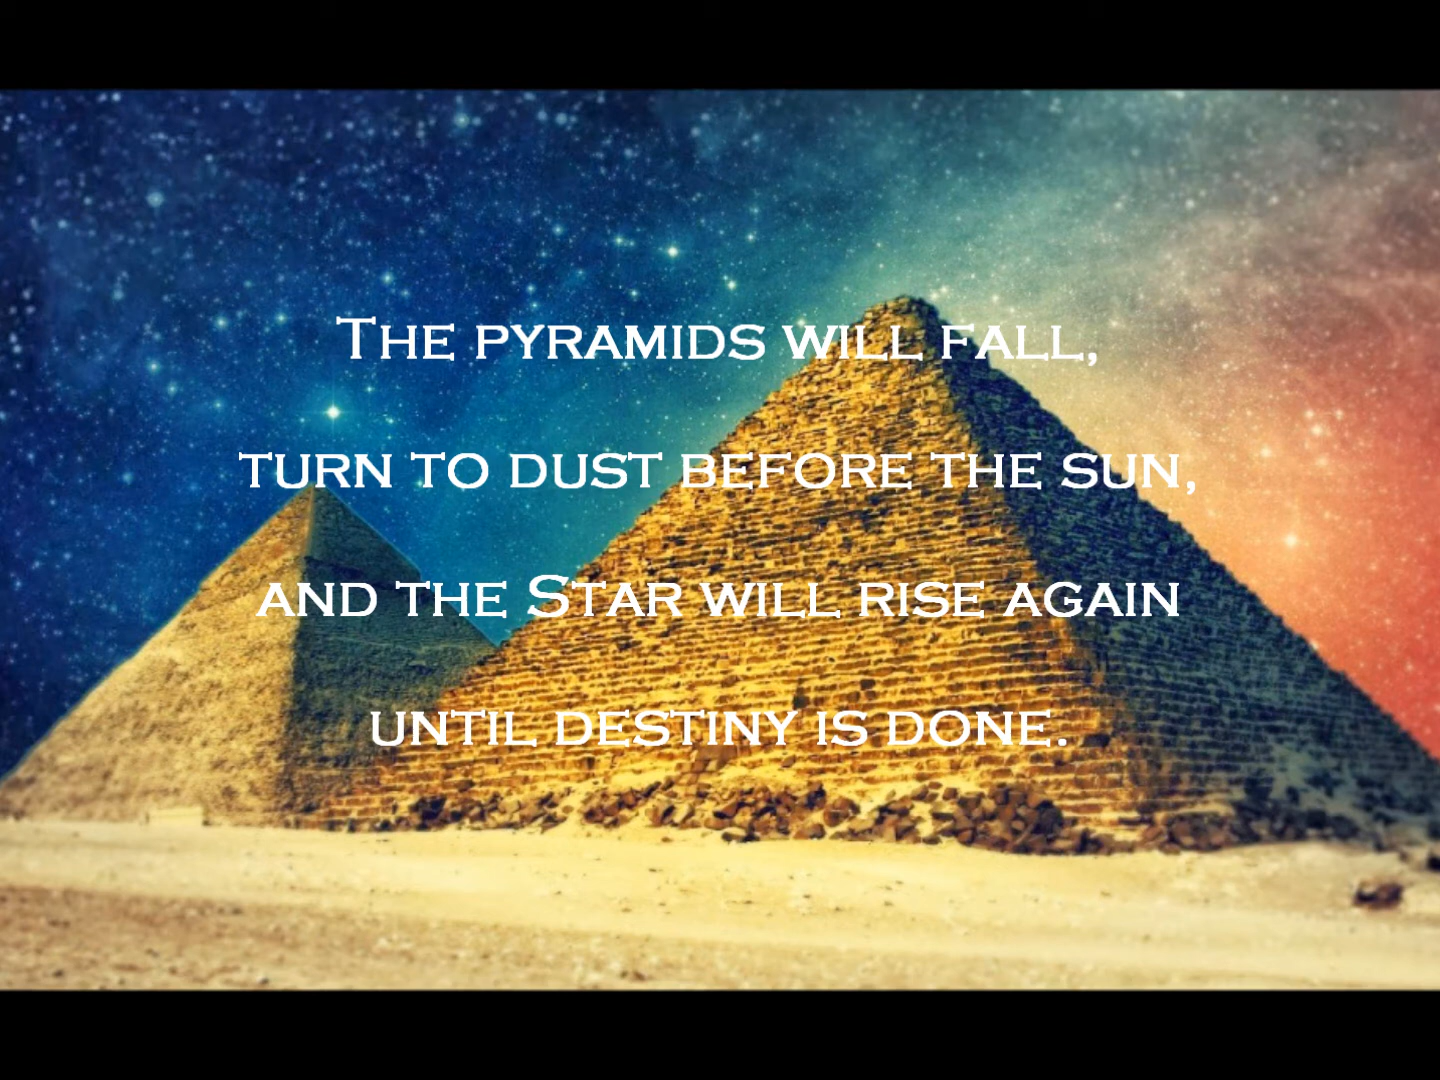 The pyramids will fall,
turn to dust before the sun,
and the Star will rise again
until destiny is done.